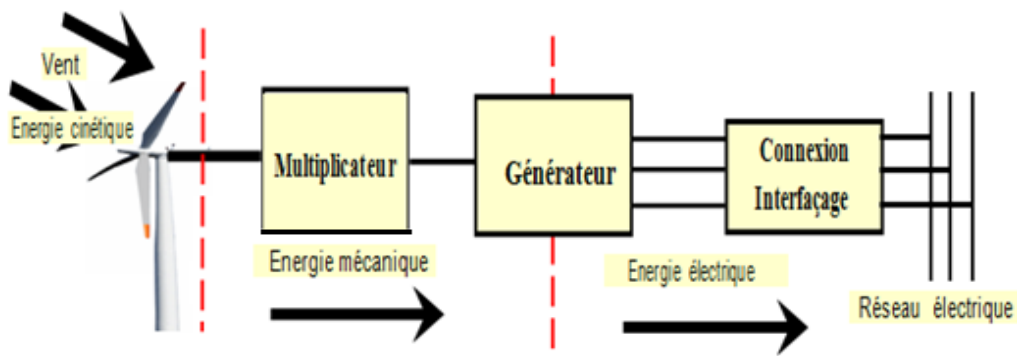 Vent
Energie cinétique
Multiplicateur
Générateur
Connexion
Interfaçage
Energie mécanique
Energie électrique
Réseau électrique